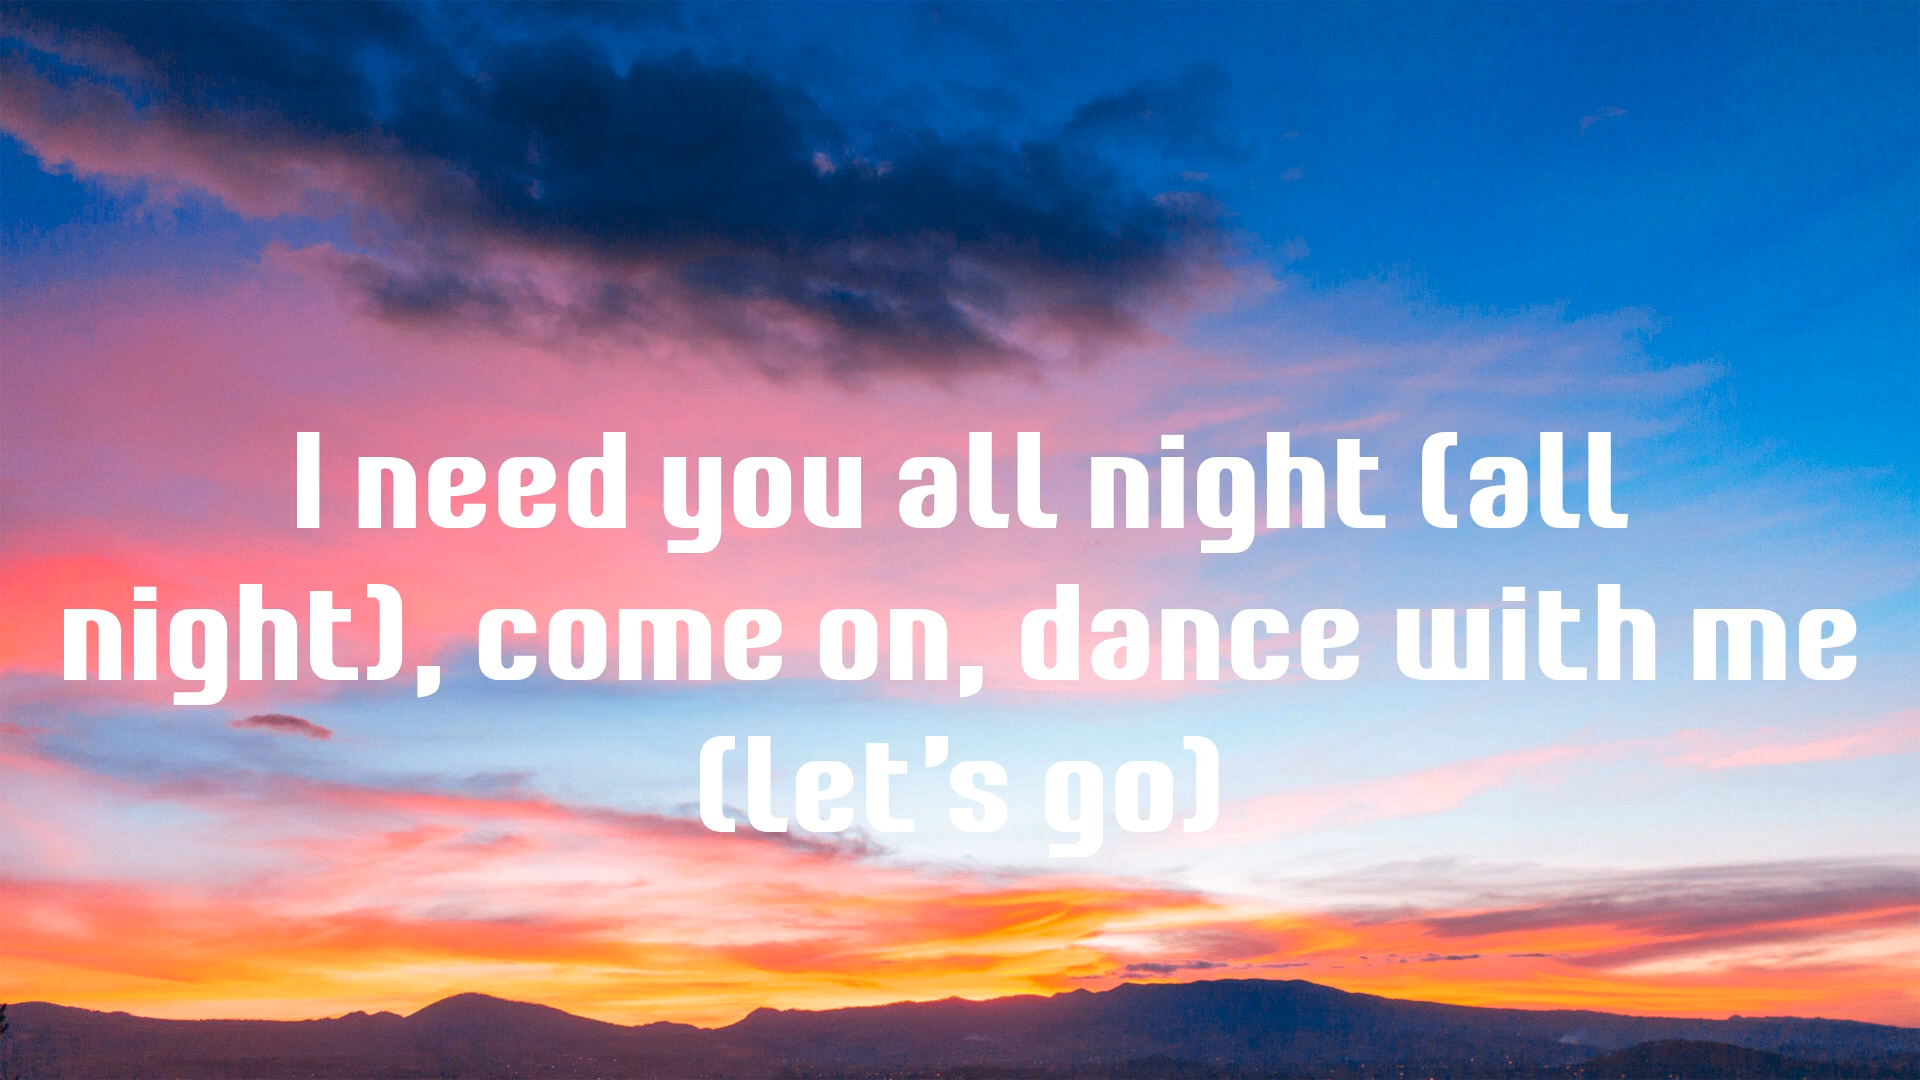 I need you all night (all
night), come on, dance with me
(let's go)